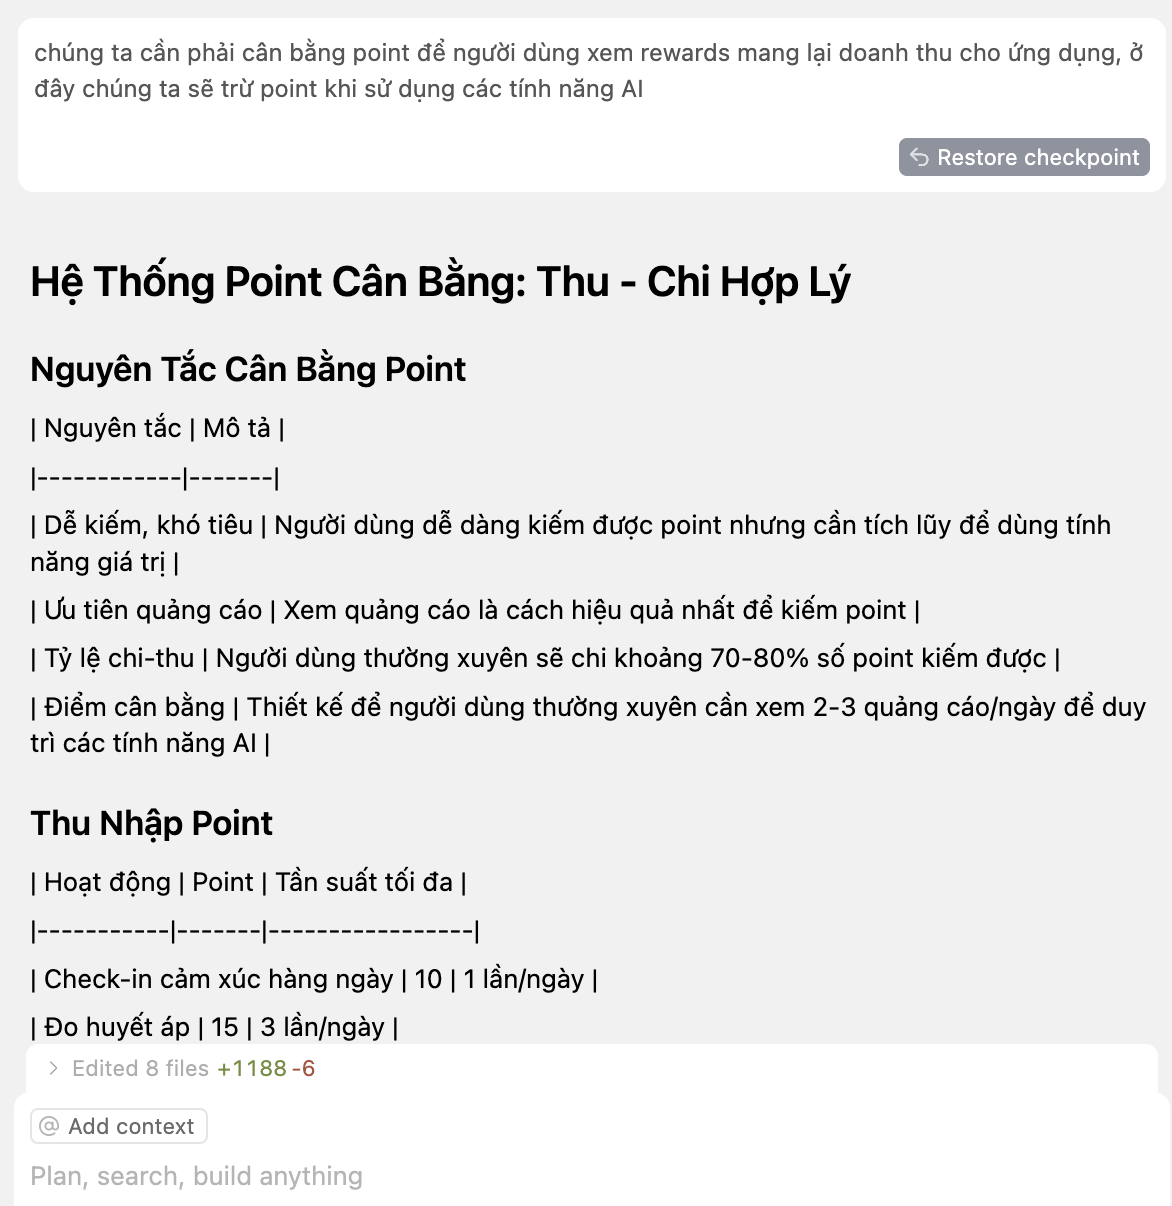 chúng ta cần phải cân bằng point để người dùng xem rewards mang lại doanh thu cho ứng dụng, ở
đây chúng ta sẽ trừ point khi sử dụng các tính năng AI
Restore checkpoint
Hệ Thống Point Cân Bằng: Thu - Chi Hợp Lý
Nguyên Tắc Cân Bằng Point
| Nguyên tắc | Mô tả |
|------------|-------|
| Dễ kiếm, khó tiêu | Người dùng dễ dàng kiếm được point nhưng cần tích lũy để dùng tính
năng giá trị |
| Ưu tiên quảng cáo | Xem quảng cáo là cách hiệu quả nhất để kiếm point |
| Tỷ lệ chi-thu | Người dùng thường xuyên sẽ chi khoảng 70-80% số point kiếm được |
| Điểm cân bằng | Thiết kế để người dùng thường xuyên cần xem 2-3 quảng cáo/ngày để duy
trì các tính năng AI |
Thu Nhập Point
| Hoạt động | Point | Tần suất tối đa |
|-----------|-------|-----------------|
| Check-in cảm xúc hàng ngày | 10 | 1 lần/ngày |
| Đo huyết áp | 15 | 3 lần/ngày |
Edited 8 files +1188 -6
@ Add context
Plan, search, build anything